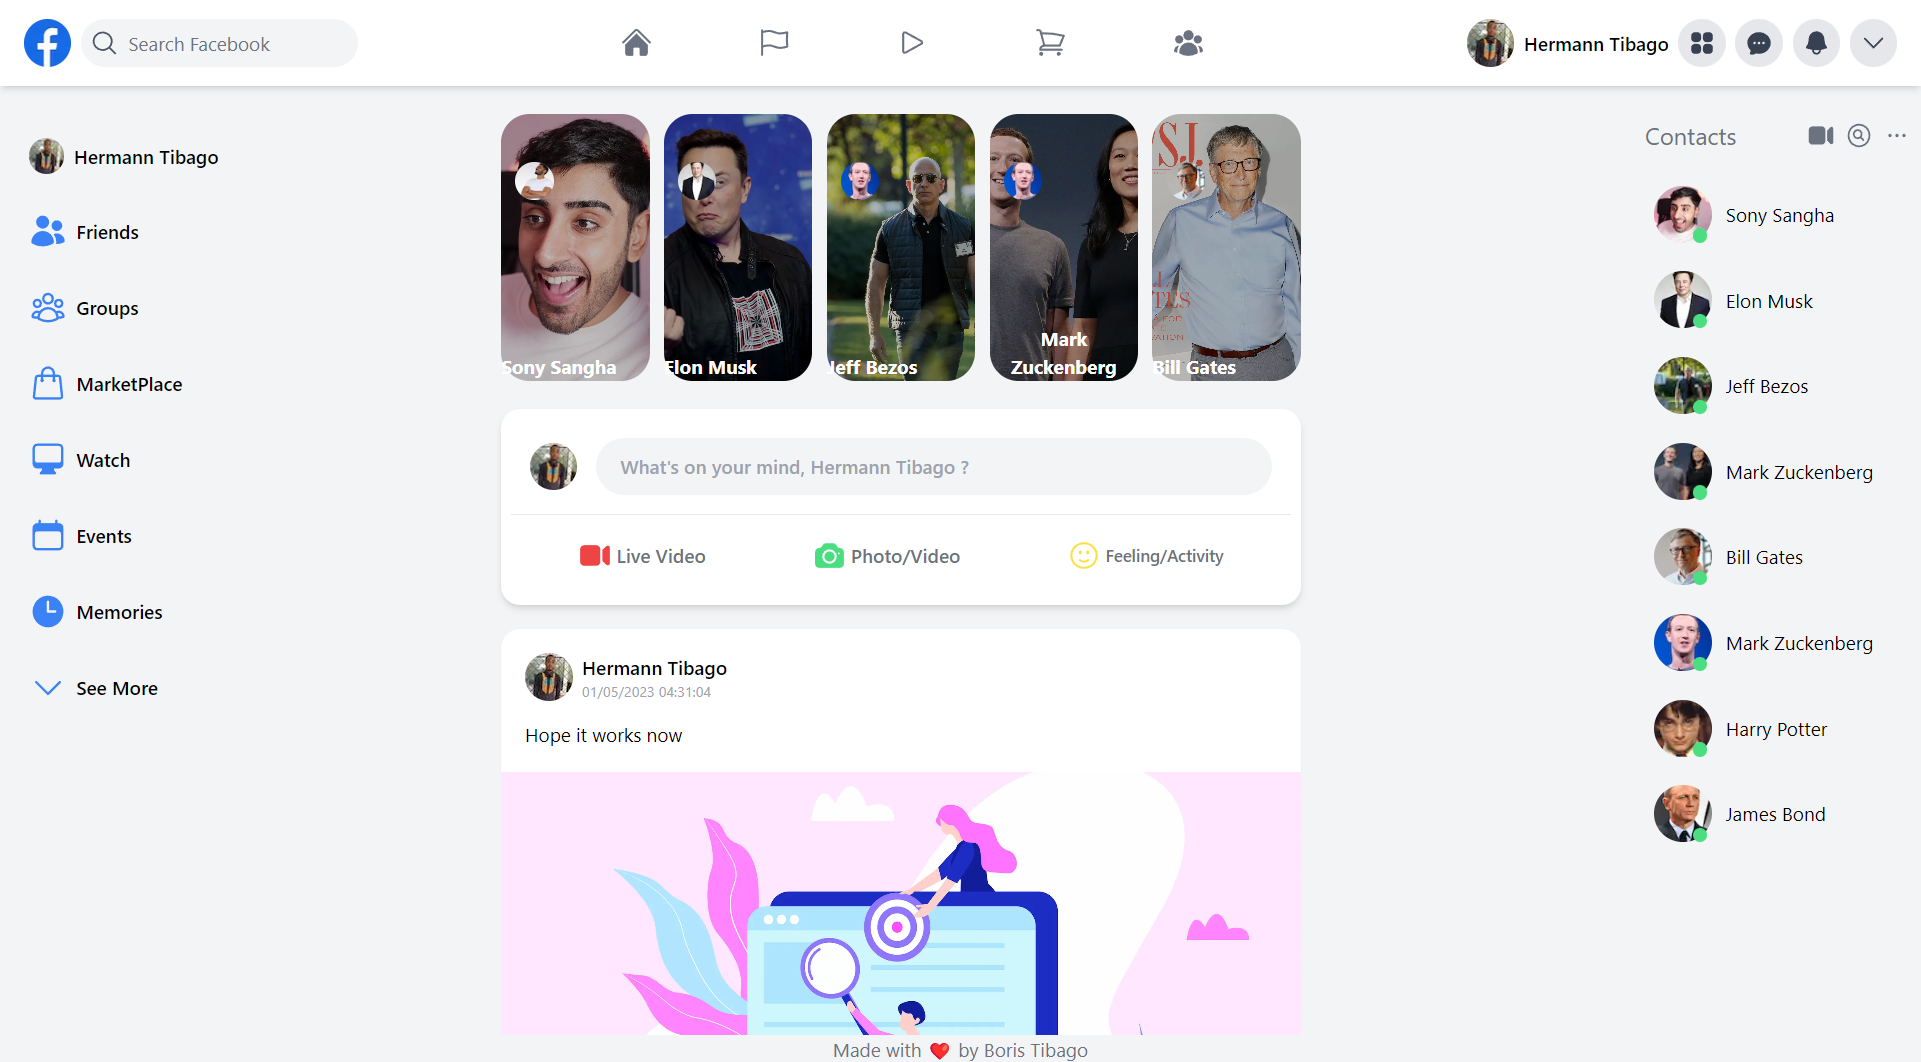 Search Facebook
Hermann Tibago
Hermann Tibago
Friends
Groups
MarketPlace
Watch
Events
Memories
See More
SJ.
Sony Sangha
Elon Musk
Jeff Bezos
Mark
Zuckenberg
Bill Gates
What's on your mind, Hermann Tibago ?
Live Video
Photo/Video
Feeling/Activity
Hermann Tibago
01/05/2023 04:31:04
Hope it works now
Contacts
Sony Sangha
Elon Musk
Jeff Bezos
Mark Zuckenberg
Bill Gates
Mark Zuckenberg
Harry Potter
James Bond
Made with ❤️ by Boris Tibago